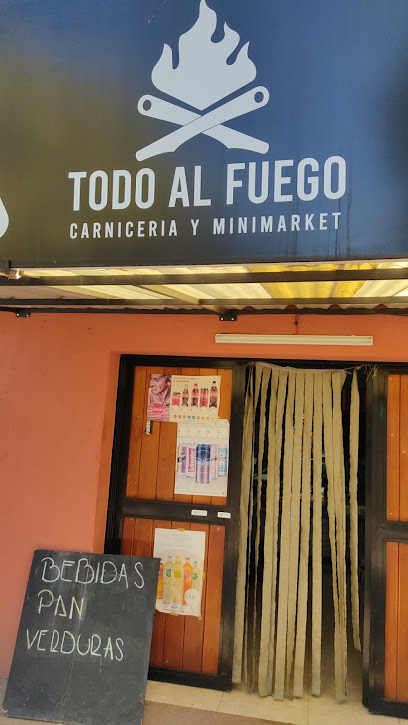 TODO AL FUEGO
CARNICERIA Y MINIMARKET
BEBIDAS
PAN
VERDURAS